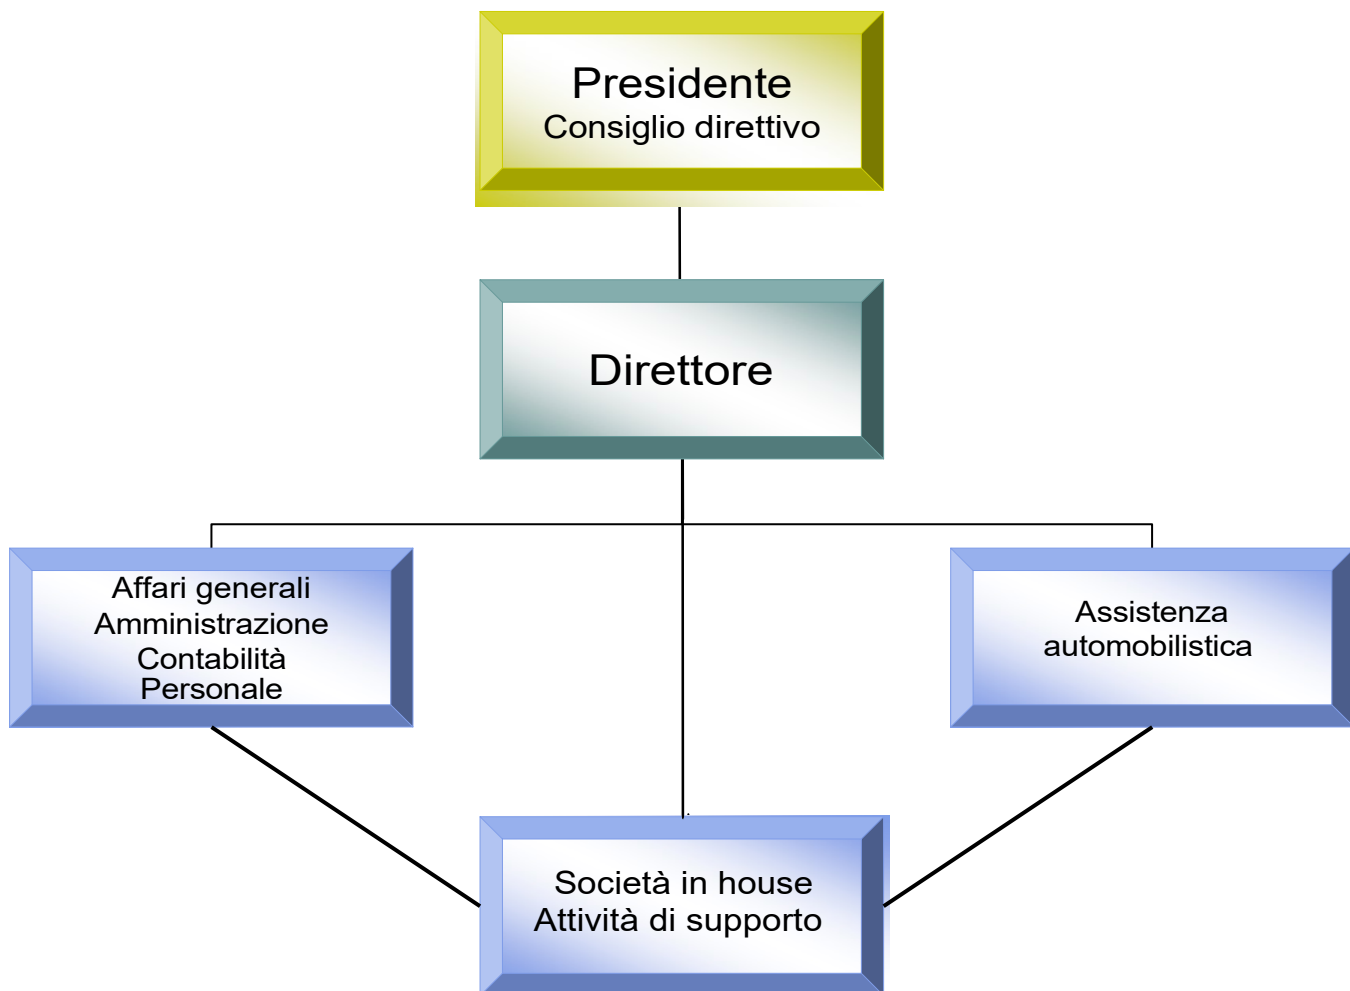 Presidente
Consiglio direttivo
Direttore
Affari generali
Amministrazione
Contabilità
Personale
Assistenza
automobilistica
Società in house
Attività di supporto